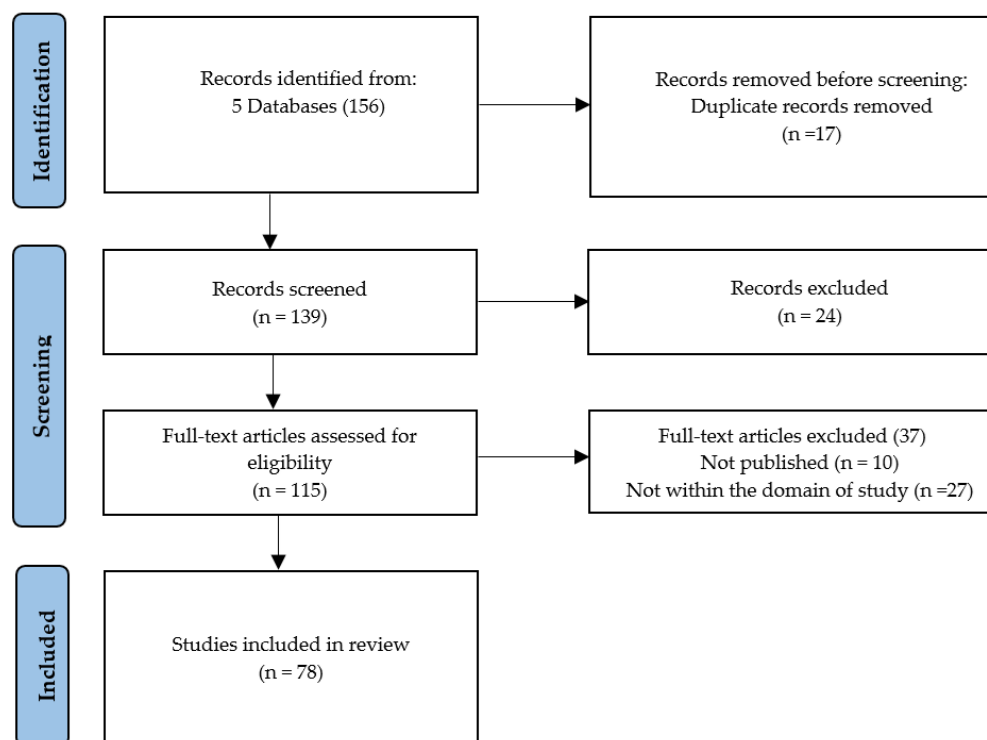 Identification
Records identified from:
5 Databases (156)
Records removed before screening:
Duplicate records removed
(n =17)
Screening
Records screened
(n = 139)
Records excluded
(n = 24)
Full-text articles assessed for
eligibility
(n = 115)
Full-text articles excluded (37)
Not published (n = 10)
Not within the domain of study (n =27)
Included
Studies included in review
(n = 78)